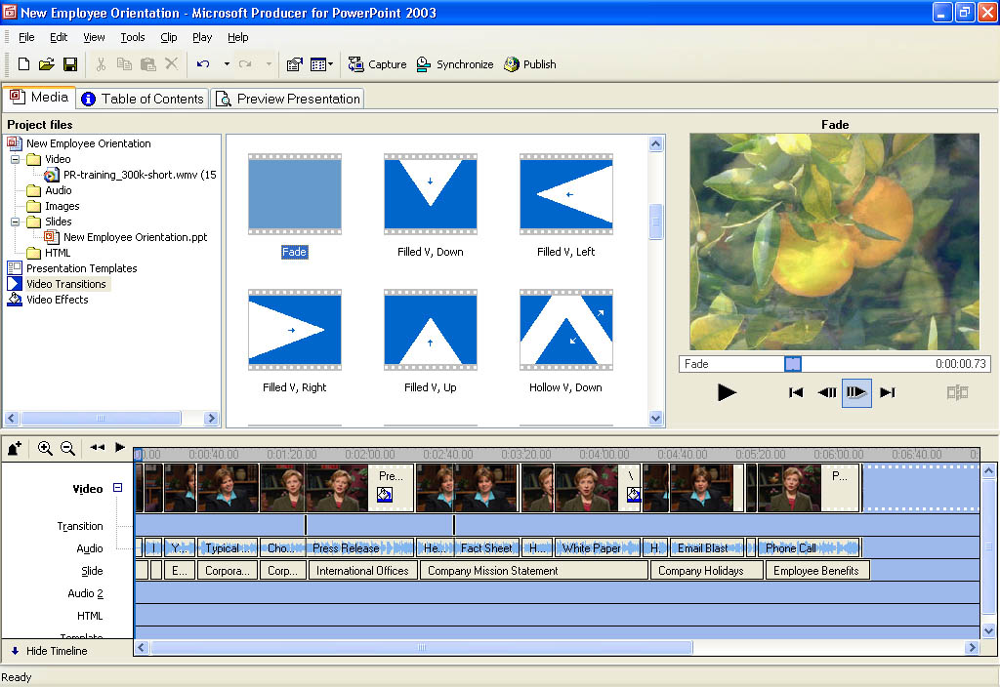 New Employee Orientation - Microsoft Producer for PowerPoint 2003
File Edit View Tools Clip Play Help
Capture Synchronize Publish
Media Table of Contents Preview Presentation
Project files
New Employee Orientation
Video
PR-training_300k-short.wmv (15
Audio
Images
Slides
New Employee Orientation.ppt
HTML
Presentation Templates
Video Transitions
Video Effects
Fade Filled V, Down Filled V, Left
Filled V, Right Filled V, Up Hollow V, Down
Fade
Fade 0:00:00.73
0:00 0:00:40.00 0:01:20.00 0:02:00.00 0:02:40.00 0:03:20.00 0:04:00.00 0:04:40.00 0:05:20.00 0:06:00.00 0:06:40.00 0:
Video Pre... \ P...
Transition
Audio I Y... Typical ... Cho... Press Release He... Fact Sheet H... White Paper H. Email Blast Phone Call
Slide E... Corpora... Corp... International Offices Company Mission Statement Company Holidays Employee Benefits
Audio 2
HTML
Template
Hide Timeline
Ready